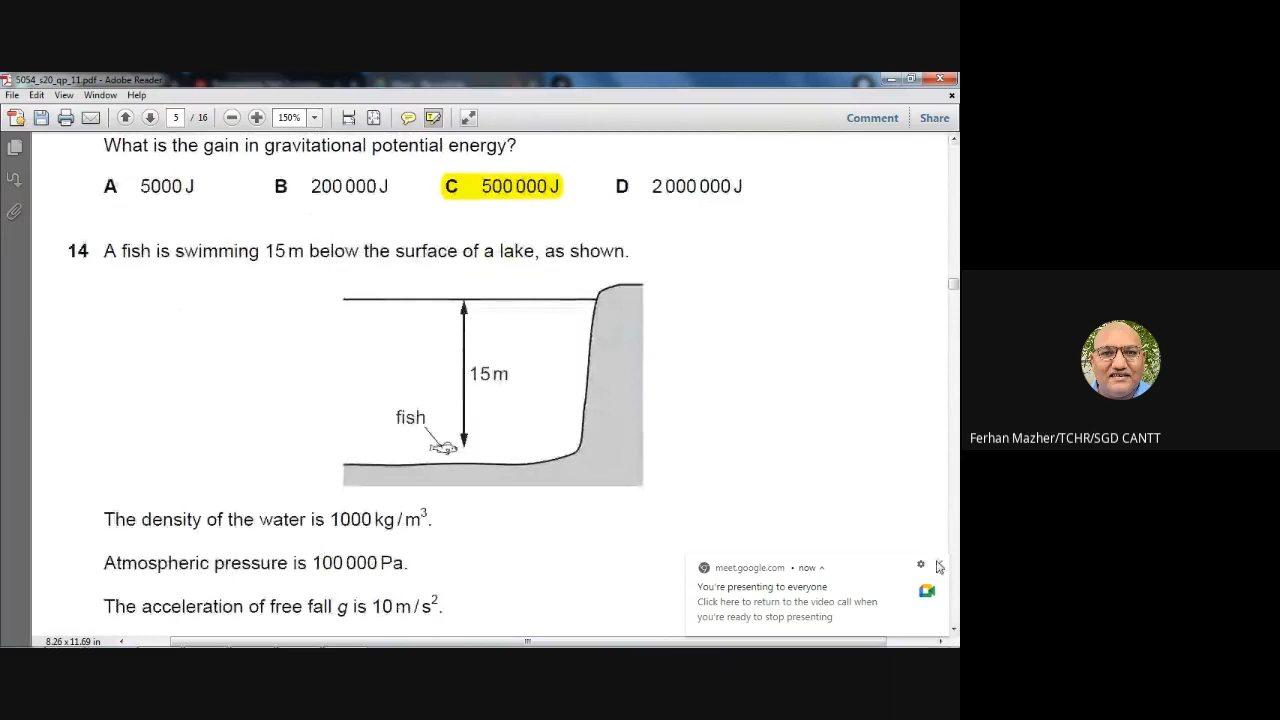 5054_s20_qp_11.pdf - Adobe Reader
File Edit View Window Help
5 / 16 150% Comment Share
What is the gain in gravitational potential energy?
A 5000 J B 200 000 J C 500 000 J D 2 000 000 J
14 A fish is swimming 15 m below the surface of a lake, as shown.
15 m
fish
The density of the water is 1000 kg / m³.
Atmospheric pressure is 100 000 Pa.
The acceleration of free fall g is 10 m / s².
meet.google.com • now
You're presenting to everyone
Click here to return to the video call when
you're ready to stop presenting
8.26 x 11.69 in
Ferhan Mazher/TCHR/SGD CANTT